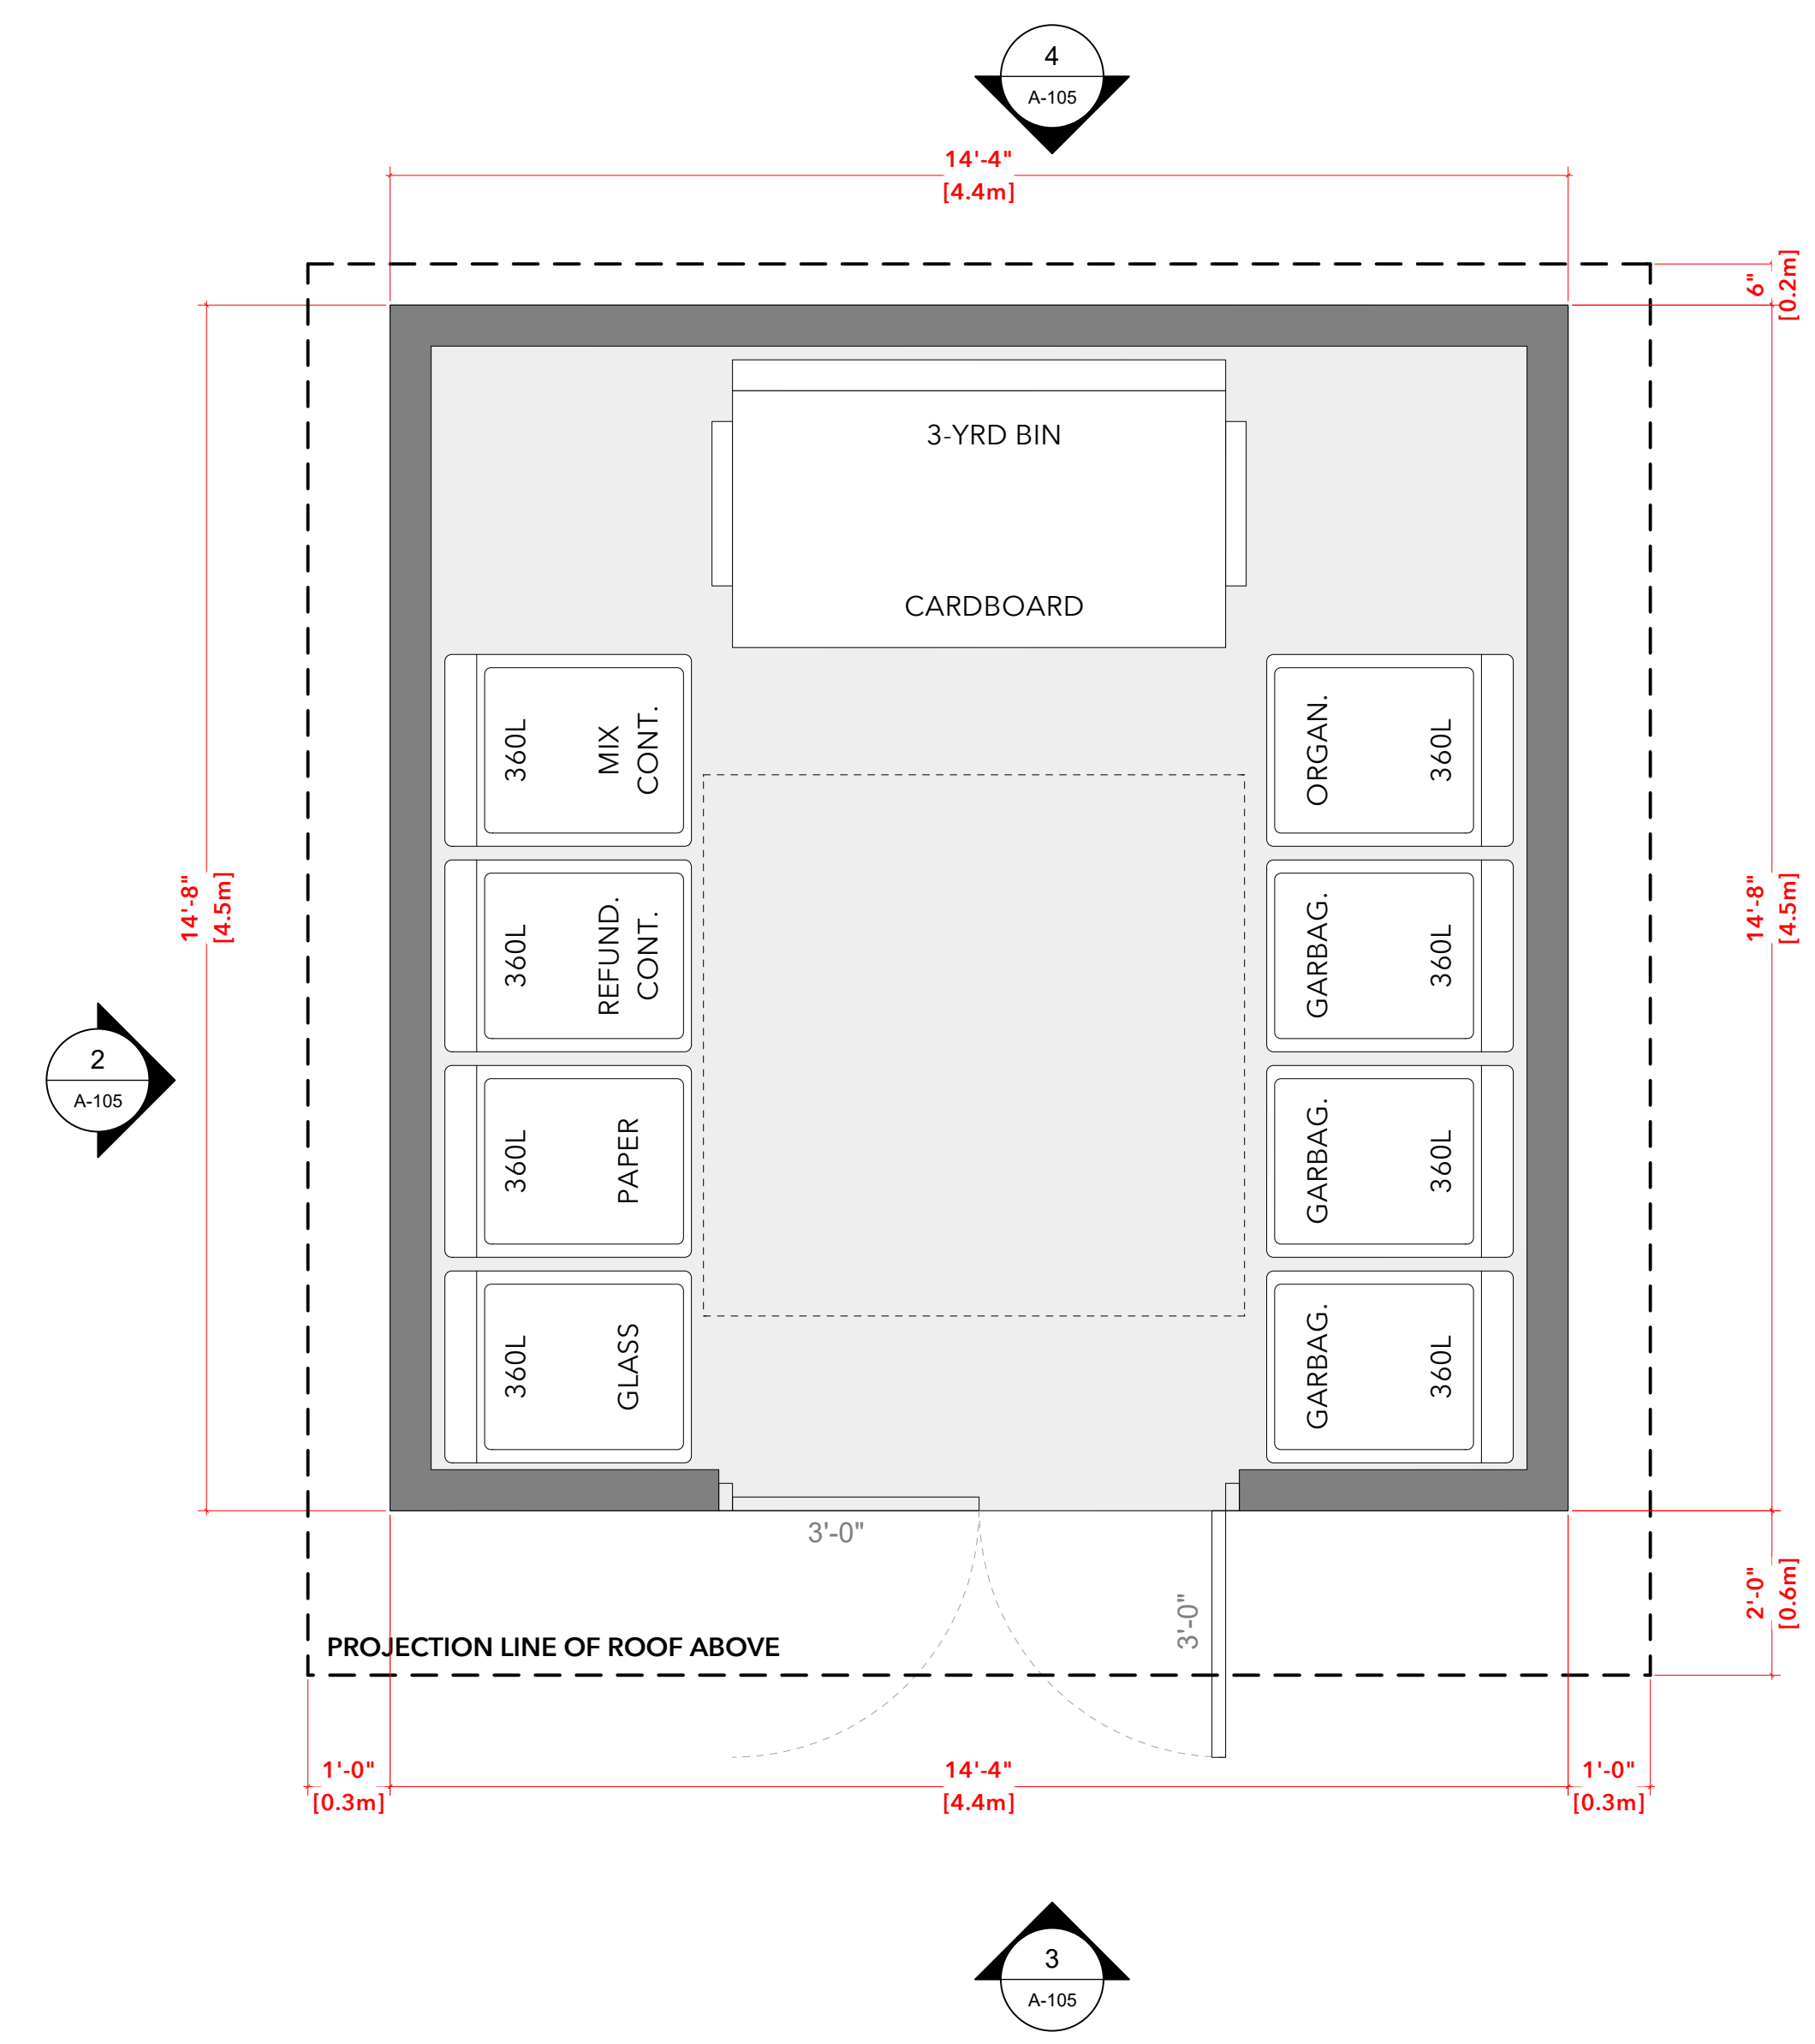 4
A-105
14'-4"
[4.4m]
6"
[0.2m]
3-YRD BIN
CARDBOARD
360L
MIX
CONT.
ORGAN.
360L
14'-8"
[4.5m]
360L
REFUND.
CONT.
GARBAG.
360L
14'-8"
[4.5m]
2
A-105
360L
PAPER
GARBAG.
360L
360L
GLASS
GARBAG.
360L
3'-0"
3'-0"
2'-0"
[0.6m]
PROJECTION LINE OF ROOF ABOVE
1'-0"
[0.3m]
14'-4"
[4.4m]
1'-0"
[0.3m]
3
A-105